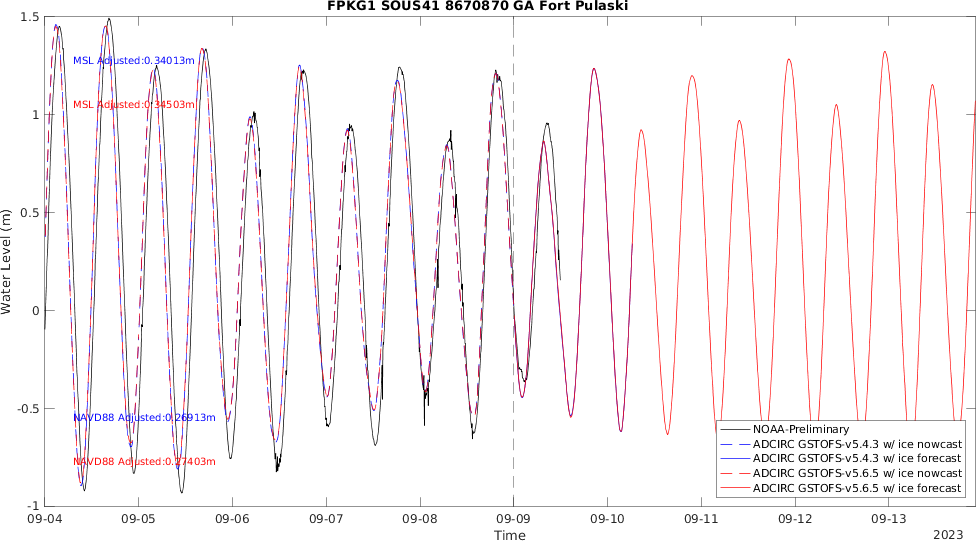 FPKG1 SOUS41 8670870 GA Fort Pulaski
1.5
1
0.5
0
-0.5
-1
Water Level (m)
MSL Adjusted:0.34013m
MSL Adjusted:0.34503m
NAVD88 Adjusted:0.26913m
NAVD88 Adjusted:0.27403m
NOAA-Preliminary
ADCIRC GSTOFS-v5.4.3 w/ ice nowcast
ADCIRC GSTOFS-v5.4.3 w/ ice forecast
ADCIRC GSTOFS-v5.6.5 w/ ice nowcast
ADCIRC GSTOFS-v5.6.5 w/ ice forecast
09-04 09-05 09-06 09-07 09-08 09-09 09-10 09-11 09-12 09-13
Time
2023